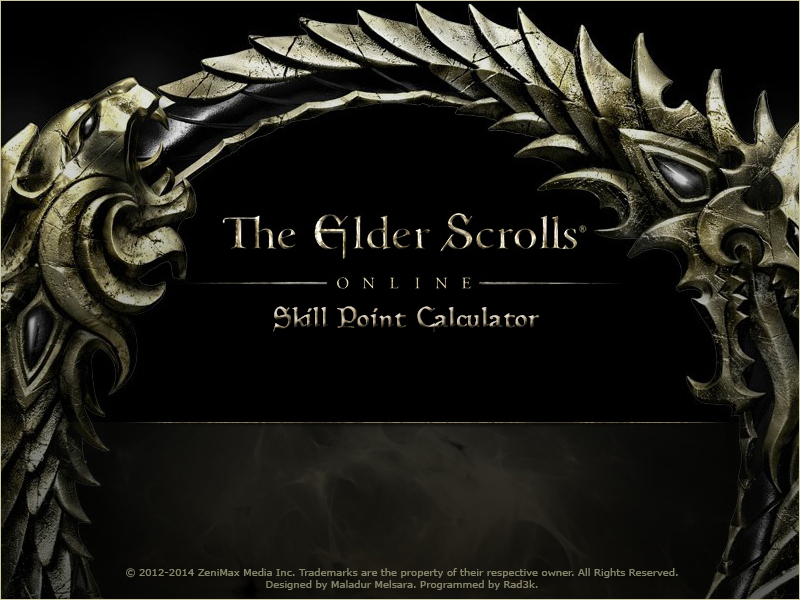 The Elder Scrolls®
ONLINE
Skill Point Calculator
© 2012-2014 ZeniMax Media Inc. Trademarks are the property of their respective owner. All Rights Reserved.
Designed by Maladur Melsara. Programmed by Rad3k.